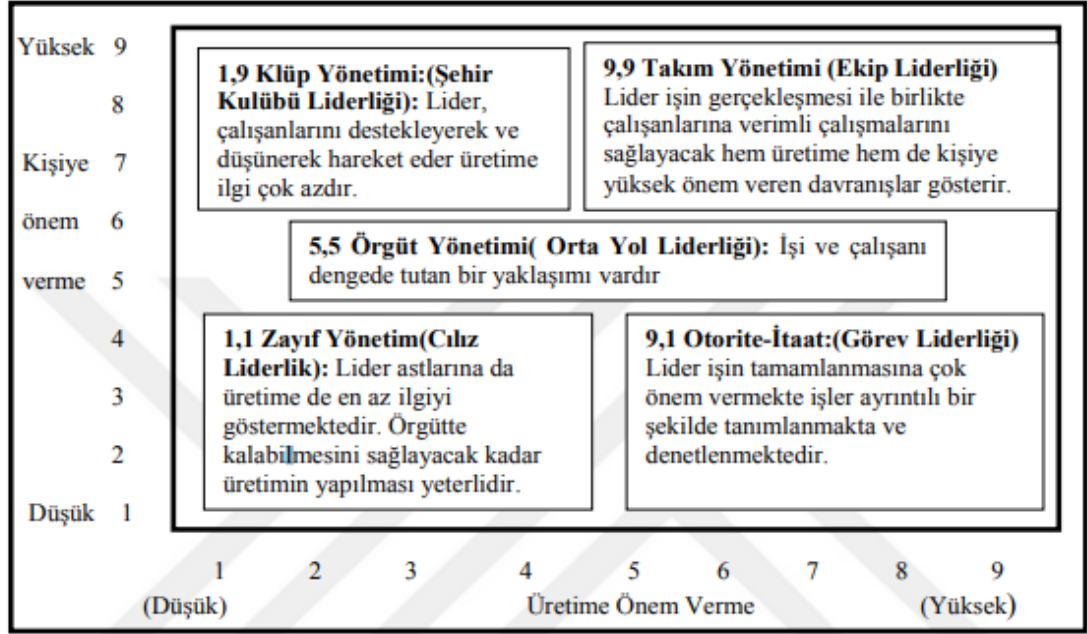 Yüksek 9
8
Kişiye 7
önem 6
verme 5
4
3
2
Düşük 1
1,9 Klüp Yönetimi:(Şehir
Kulübü Liderliği): Lider,
çalışanlarını destekleyerek ve
düşünerek hareket eder üretime
ilgi çok azdır.
9,9 Takım Yönetimi (Ekip Liderliği)
Lider işin gerçekleşmesi ile birlikte
çalışanlarına verimli çalışmalarını
sağlayacak hem üretime hem de kişiye
yüksek önem veren davranışlar gösterir.
5,5 Örgüt Yönetimi( Orta Yol Liderliği): İşi ve çalışanı
dengede tutan bir yaklaşımı vardır
1,1 Zayıf Yönetim(Cılız
Liderlik): Lider astlarına da
üretime de en az ilgiyi
göstermektedir. Örgütte
kalabilmesini sağlayacak kadar
üretimin yapılması yeterlidir.
9,1 Otorite-İtaat:(Görev Liderliği)
Lider işin tamamlanmasına çok
önem vermekte işler ayrıntılı bir
şekilde tanımlanmakta ve
denetlenmektedir.
1 2 3 4 5 6 7 8 9
(Düşük) Üretime Önem Verme (Yüksek)